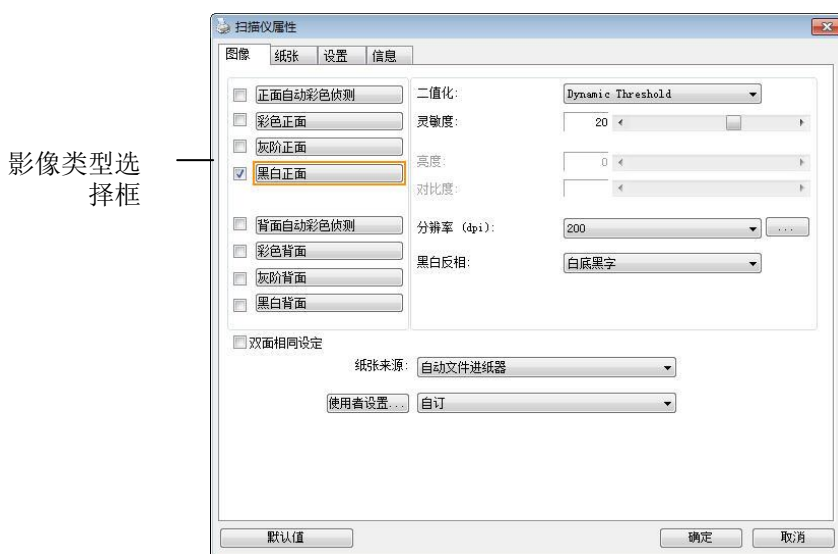 扫描仪属性
图像 纸张 设置 信息
正面自动彩色侦测
彩色正面
灰阶正面
黑白正面
背面自动彩色侦测
彩色背面
灰阶背面
黑白背面
二值化: Dynamic Threshold
灵敏度: 20
亮度: 0
对比度:
分辨率 (dpi): 200 ...
黑白反相: 白底黑字
影像类型选
择框
双面相同设定
纸张来源: 自动文件进纸器
使用者设置... 自订
默认值 确定 取消